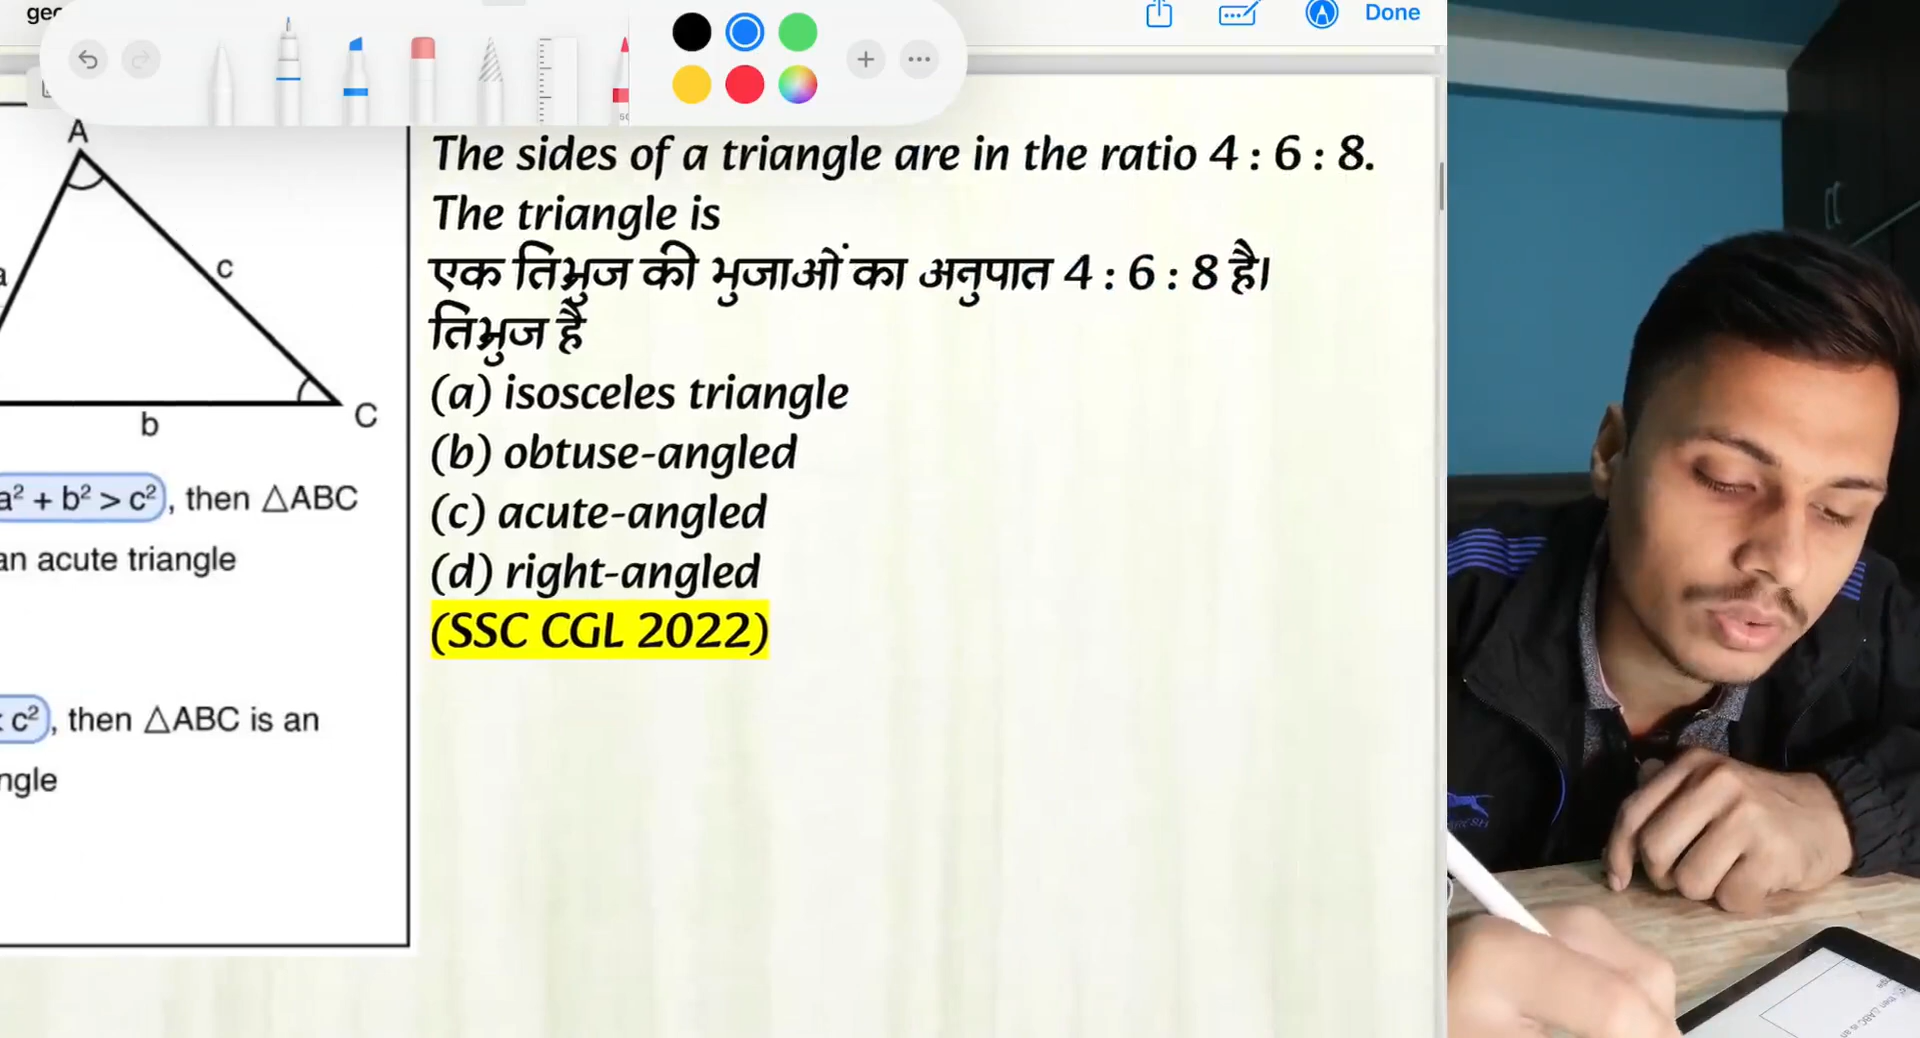 Done
A
c
b
C
a² + b² > c², then △ABC
an acute triangle
c², then △ABC is an
The sides of a triangle are in the ratio 4 : 6 : 8.
The triangle is
एक तिभुज की भुजाओं का अनुपात 4 : 6 : 8 है।
तिभुज है
(a) isosceles triangle
(b) obtuse-angled
(c) acute-angled
(d) right-angled
(SSC CGL 2022)